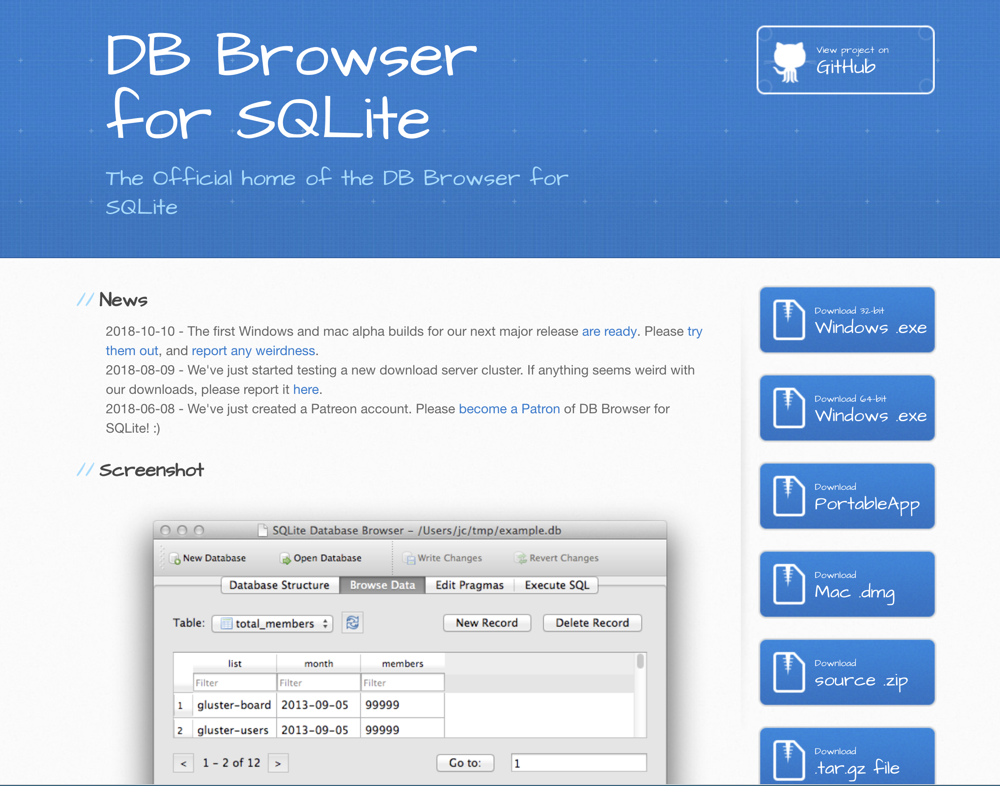 DB Browser
for SQLite
The Official home of the DB Browser for
SQLite
View project on
GitHub
// News
2018-10-10 - The first Windows and mac alpha builds for our next major release are ready. Please try
them out, and report any weirdness.
2018-08-09 - We've just started testing a new download server cluster. If anything seems weird with
our downloads, please report it here.
2018-06-08 - We've just created a Patreon account. Please become a Patron of DB Browser for
SQLite! :)
// Screenshot
SQLite Database Browser – /Users/jc/tmp/example.db
New Database Open Database Write Changes Revert Changes
Database Structure Browse Data Edit Pragmas Execute SQL
Table: total_members New Record Delete Record
list month members
Filter Filter Filter
1 gluster-board 2013-09-05 99999
2 gluster-users 2013-09-05 99999
< 1 - 2 of 12 > Go to: 1
Download 32-bit
Windows .exe
Download 64-bit
Windows .exe
Download
PortableApp
Download
Mac .dmg
Download
source .zip
Download
.tar.gz file